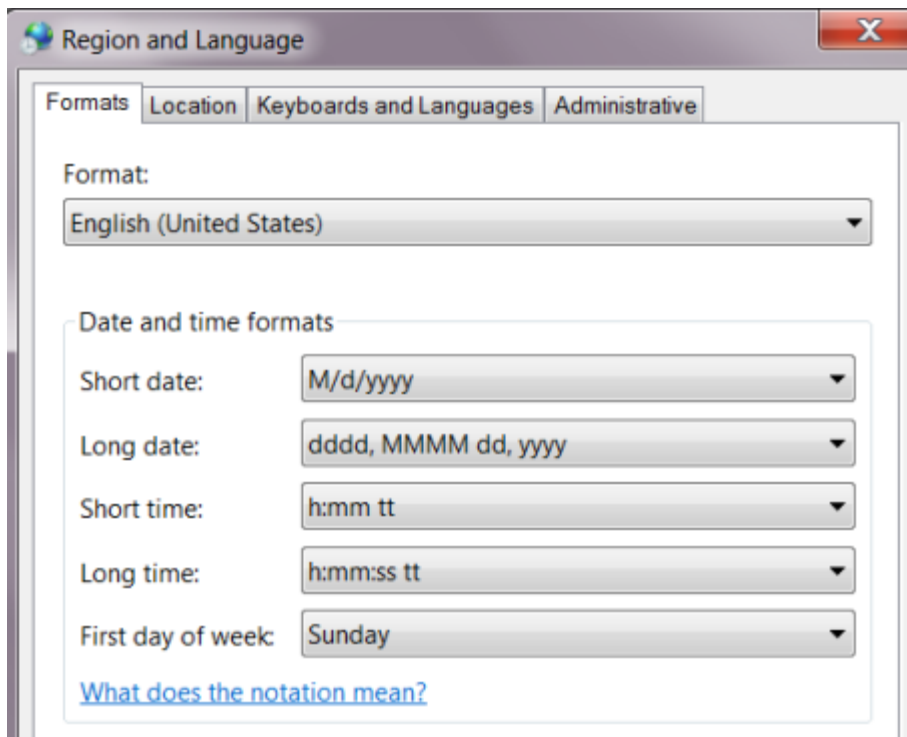 Region and Language
Formats Location Keyboards and Languages Administrative
Format:
English (United States)
Date and time formats
Short date: M/d/yyyy
Long date: dddd, MMMM dd, yyyy
Short time: h:mm tt
Long time: h:mm:ss tt
First day of week: Sunday
What does the notation mean?